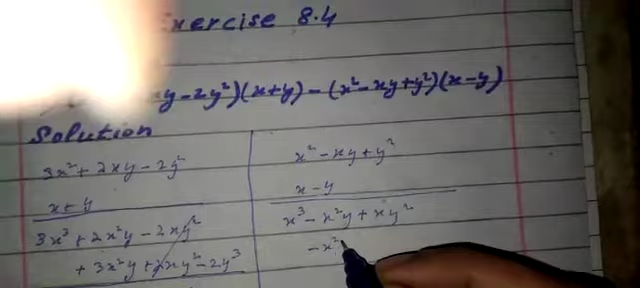 Exercise 8.4
y-2y²)(x+y)-(x²-xy+y²)(x-y)
Solution
3x²+2xy-2y²
x+y
3x³+2x²y-2xy²
+3x²y+2xy²-2y³
x²-xy+y²
x-y
x³-x²y+xy²
-x²